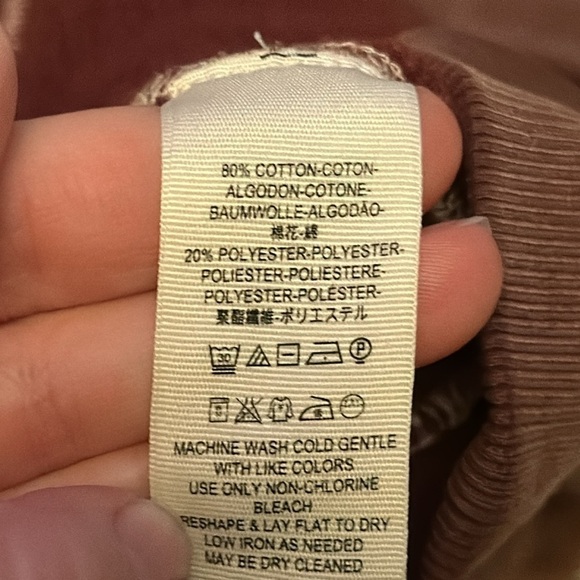 80% COTTON-COTON-
ALGODON-COTONE-
BAUMWOLLE-ALGODÃO-
棉花-綿
20% POLYESTER-POLYESTER-
POLIESTER-POLIESTERE-
POLYESTER-POLÉSTER-
聚酯纖維-ポリエステル
30 P
MACHINE WASH COLD GENTLE
WITH LIKE COLORS
USE ONLY NON-CHLORINE
BLEACH
RESHAPE & LAY FLAT TO DRY
LOW IRON AS NEEDED
MAY BE DRY CLEANED